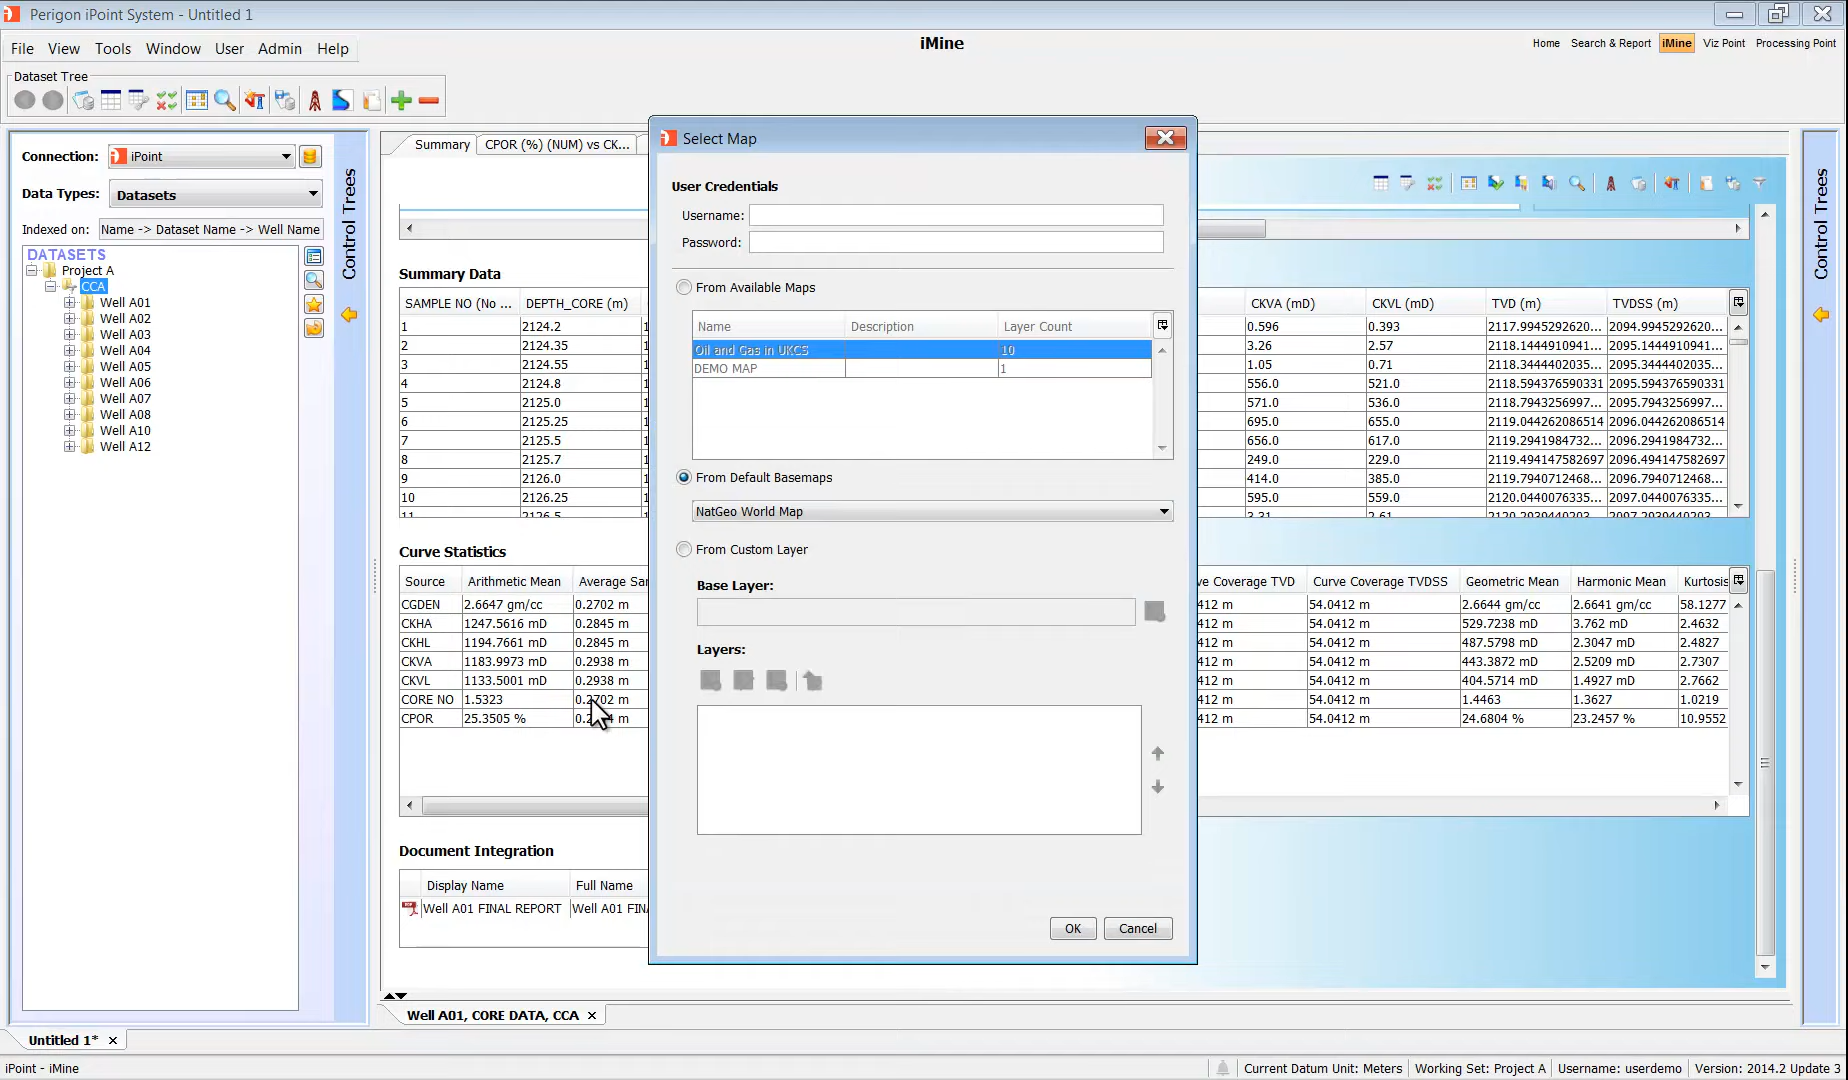 Perigon iPoint System - Untitled 1
File View Tools Window User Admin Help
iMine
Home Search & Report iMine Viz Point Processing Point
Dataset Tree
Connection: iPoint
Data Types: Datasets
Indexed on: Name -> Dataset Name -> Well Name
DATASETS
Project A
CCA
Well A01
Well A02
Well A03
Well A04
Well A05
Well A06
Well A07
Well A08
Well A10
Well A12
Control Trees
Summary CPOR (%) (NUM) vs CK...
Summary Data
SAMPLE NO (No ... DEPTH_CORE (m) CKVA (mD) CKVL (mD) TVD (m) TVDSS (m)
1 2124.2 0.596 0.393 2117.9945292620... 2094.9945292620...
2 2124.35 3.26 2.57 2118.1444910941... 2095.1444910941...
3 2124.55 1.05 0.71 2118.3444402035... 2095.3444402035...
4 2124.8 556.0 521.0 2118.594376590331 2095.594376590331
5 2125.0 571.0 536.0 2118.7943256997... 2095.7943256997...
6 2125.25 695.0 655.0 2119.044262086514 2096.044262086514
7 2125.5 656.0 617.0 2119.2941984732... 2096.2941984732...
8 2125.7 249.0 229.0 2119.494147582697 2096.494147582697
9 2126.0 414.0 385.0 2119.7940712468... 2096.7940712468...
10 2126.25 595.0 559.0 2120.0440076335... 2097.0440076335...
11 2126.5 3.31 2.61 2120.2939440203... 2097.2939440203...
Curve Statistics
Source Arithmetic Mean Average Sar ve Coverage TVD Curve Coverage TVDSS Geometric Mean Harmonic Mean Kurtosis
CGDEN 2.6647 gm/cc 0.2702 m 412 m 54.0412 m 2.6644 gm/cc 2.6641 gm/cc 58.1277
CKHA 1247.5616 mD 0.2845 m 412 m 54.0412 m 529.7238 mD 3.762 mD 2.4632
CKHL 1194.7661 mD 0.2845 m 412 m 54.0412 m 487.5798 mD 2.3047 mD 2.4827
CKVA 1183.9973 mD 0.2938 m 412 m 54.0412 m 443.3872 mD 2.5209 mD 2.7307
CKVL 1133.5001 mD 0.2938 m 412 m 54.0412 m 404.5714 mD 1.4927 mD 2.7662
CORE NO 1.5323 0.2702 m 412 m 54.0412 m 1.4463 1.3627 1.0219
CPOR 25.3505 % m 412 m 54.0412 m 24.6804 % 23.2457 % 10.9552
Document Integration
Display Name Full Name
Well A01 FINAL REPORT Well A01 FIN
Select Map
User Credentials
Username:
Password:
From Available Maps
Name Description Layer Count
Oil and Gas in UKCS 10
DEMO MAP 1
From Default Basemaps
NatGeo World Map
From Custom Layer
Base Layer:
Layers:
OK Cancel
Control Trees
Well A01, CORE DATA, CCA
Untitled 1*
iPoint - iMine
Current Datum Unit: Meters Working Set: Project A Username: userdemo Version: 2014.2 Update 3